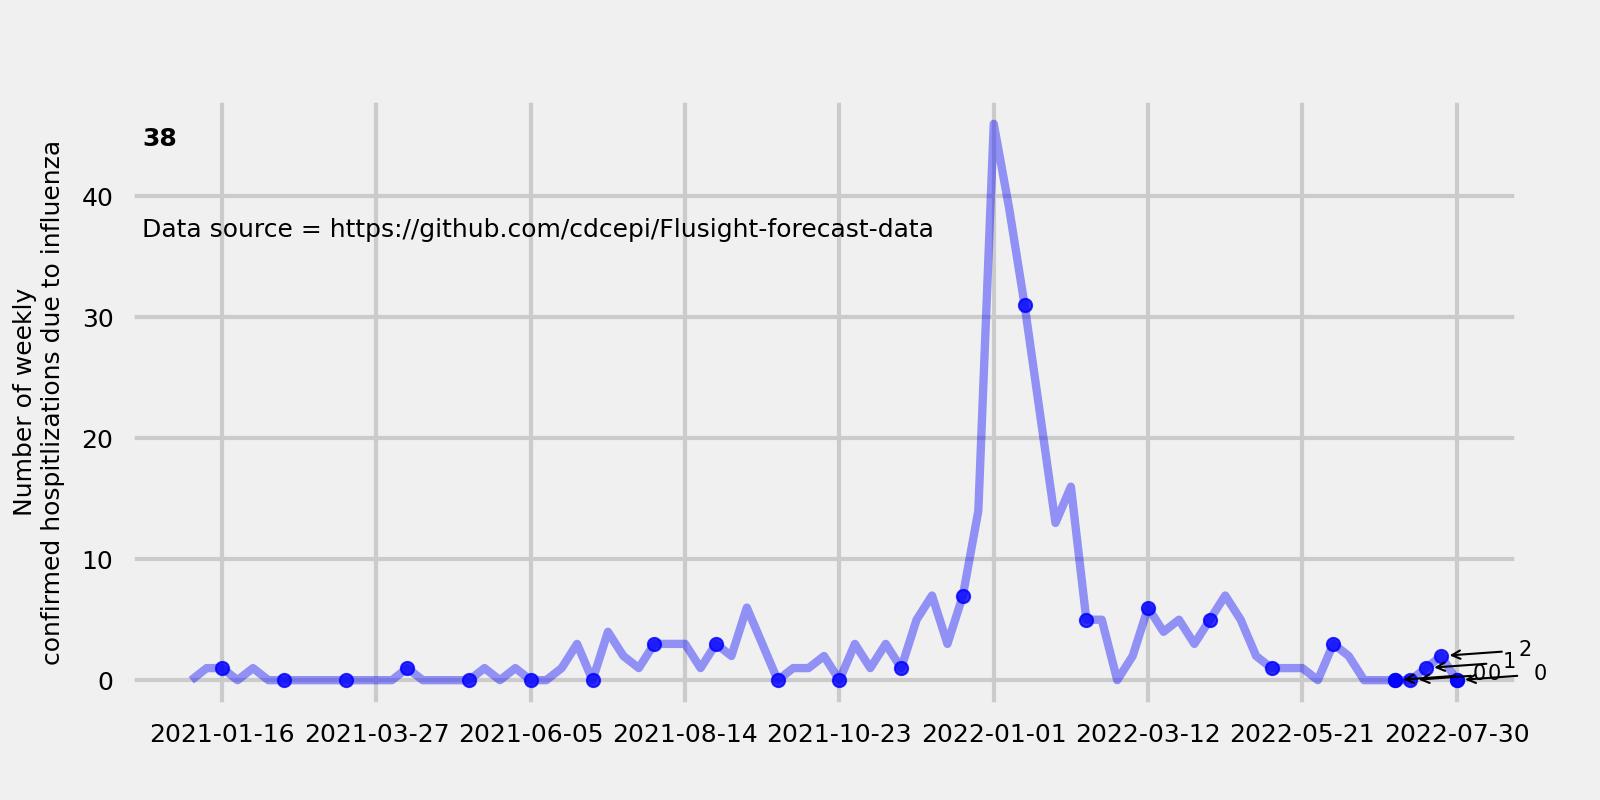 38
Data source = https://github.com/cdcepi/Flusight-forecast-data
Number of weekly
confirmed hospitlizations due to influenza
40
30
20
10
0
2
1
0
0
0
2021-01-16 2021-03-27 2021-06-05 2021-08-14 2021-10-23 2022-01-01 2022-03-12 2022-05-21 2022-07-30